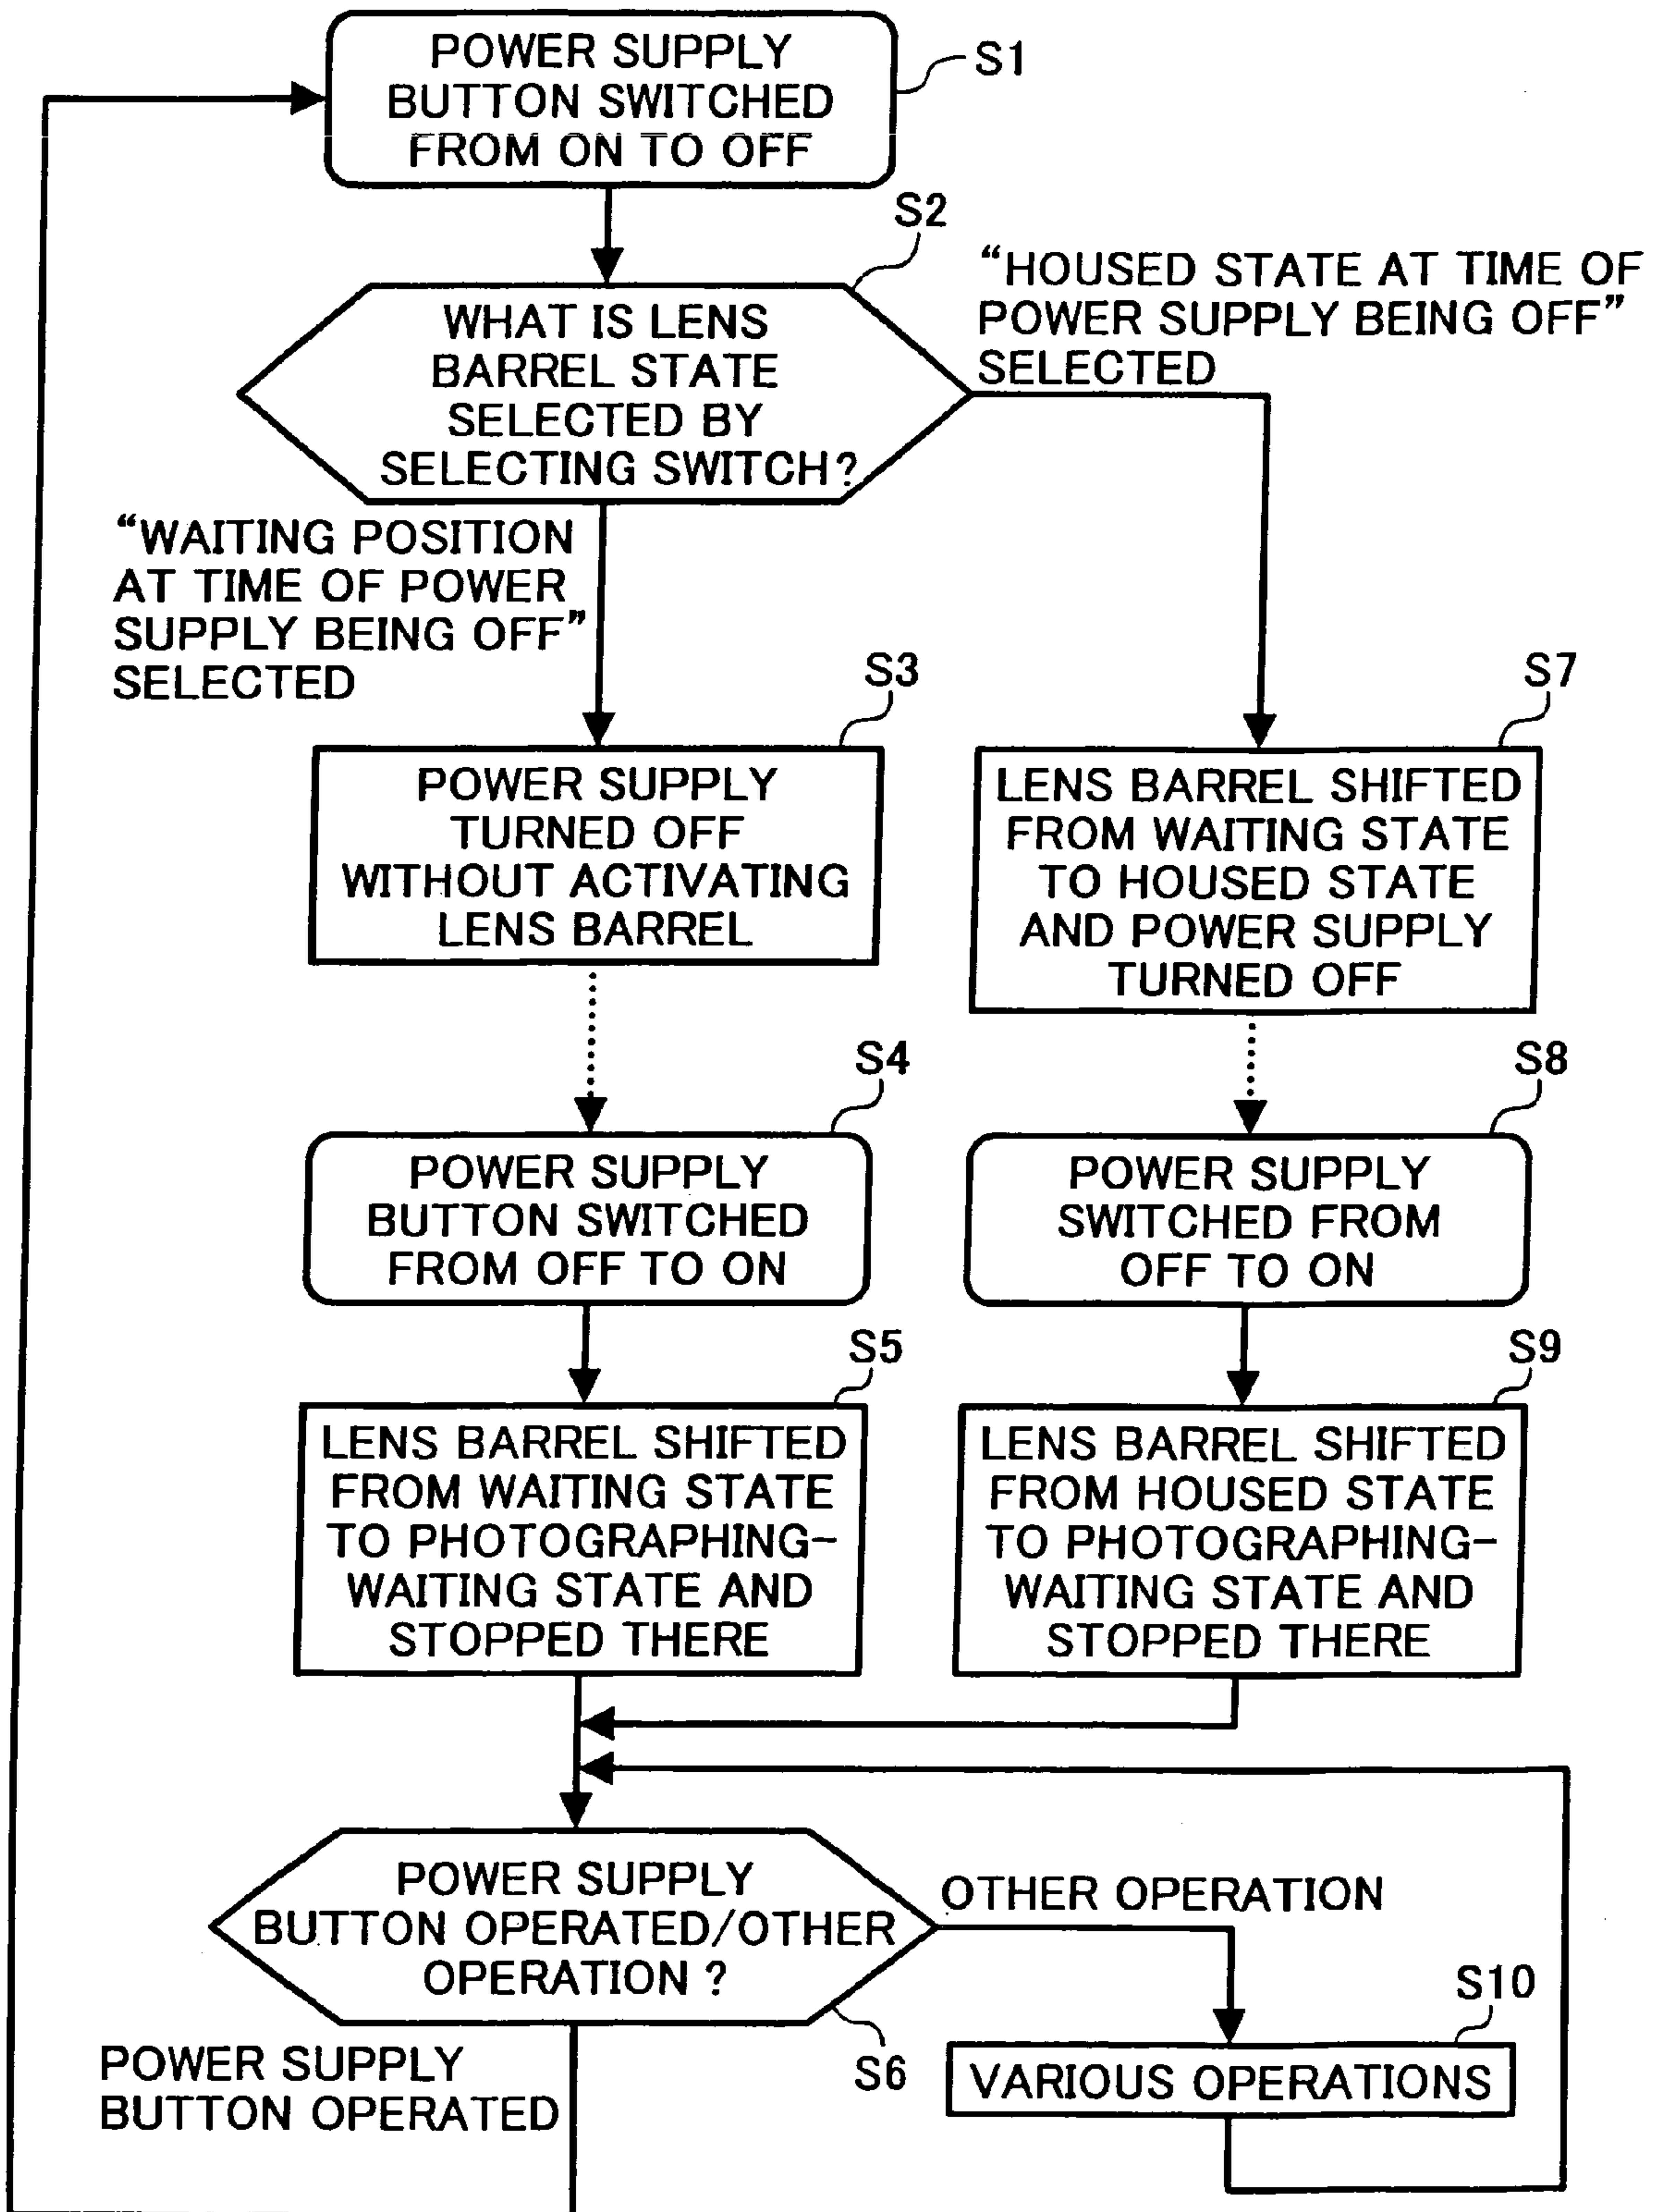 POWER SUPPLY
BUTTON SWITCHED
FROM ON TO OFF
S1
S2
WHAT IS LENS
BARREL STATE
SELECTED BY
SELECTING SWITCH?
“HOUSED STATE AT TIME OF
POWER SUPPLY BEING OFF”
SELECTED
“WAITING POSITION
AT TIME OF POWER
SUPPLY BEING OFF”
SELECTED
S3
POWER SUPPLY
TURNED OFF
WITHOUT ACTIVATING
LENS BARREL
S7
LENS BARREL SHIFTED
FROM WAITING STATE
TO HOUSED STATE
AND POWER SUPPLY
TURNED OFF
S4
POWER SUPPLY
BUTTON SWITCHED
FROM OFF TO ON
S8
POWER SUPPLY
SWITCHED FROM
OFF TO ON
S5
LENS BARREL SHIFTED
FROM WAITING STATE
TO PHOTOGRAPHING-
WAITING STATE AND
STOPPED THERE
S9
LENS BARREL SHIFTED
FROM HOUSED STATE
TO PHOTOGRAPHING-
WAITING STATE AND
STOPPED THERE
POWER SUPPLY
BUTTON OPERATED/OTHER
OPERATION ?
OTHER OPERATION
S6
S10
VARIOUS OPERATIONS
POWER SUPPLY
BUTTON OPERATED